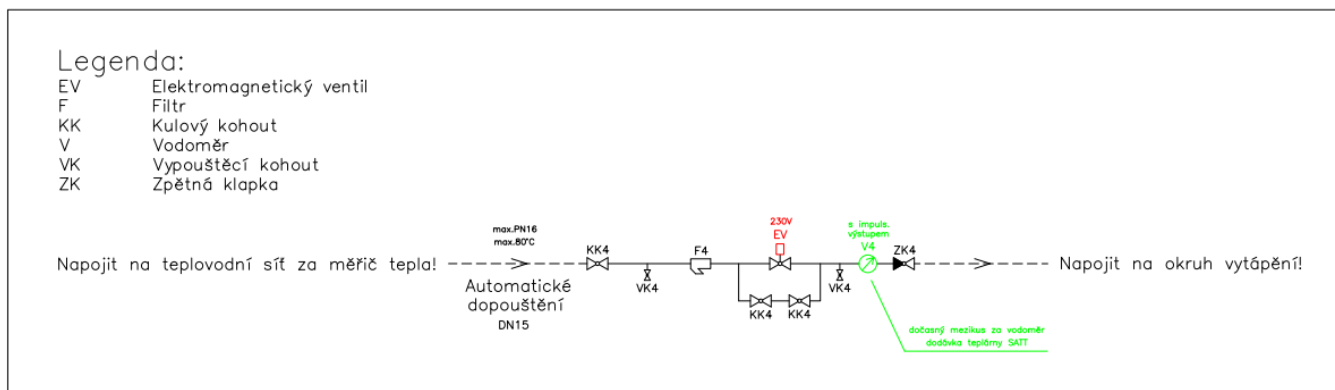 Legenda:
EV Elektromagnetický ventil
F Filtr
KK Kulový kohout
V Vodoměr
VK Vypouštěcí kohout
ZK Zpětná klapka
max.PN16
max.80°C
230V
EV
s impuls.
výstupem
V4
KK4
F4
ZK4
Napojit na teplovodní síť za měřič tepla!
Napojit na okruh vytápění!
VK4
VK4
Automatické
dopouštění
DN15
KK4
KK4
dočasný mezikus za vodoměr
dodávka teplárny SATT